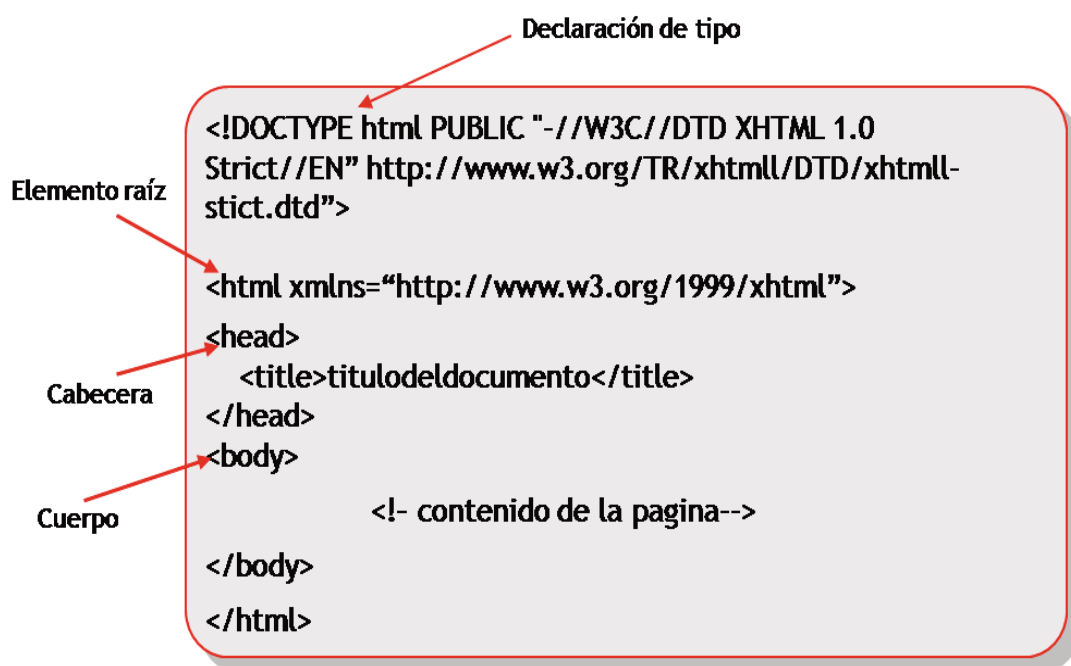 Declaración de tipo
<!DOCTYPE html PUBLIC "-//W3C//DTD XHTML 1.0
Strict//EN” http://www.w3.org/TR/xhtmll/DTD/xhtmll-
stict.dtd”>
Elemento raíz
<html xmlns=“http://www.w3.org/1999/xhtml”>
<head>
<title>titulodeldocumento</title>
Cabecera
</head>
<body>
Cuerpo
<!- contenido de la pagina-->
</body>
</html>